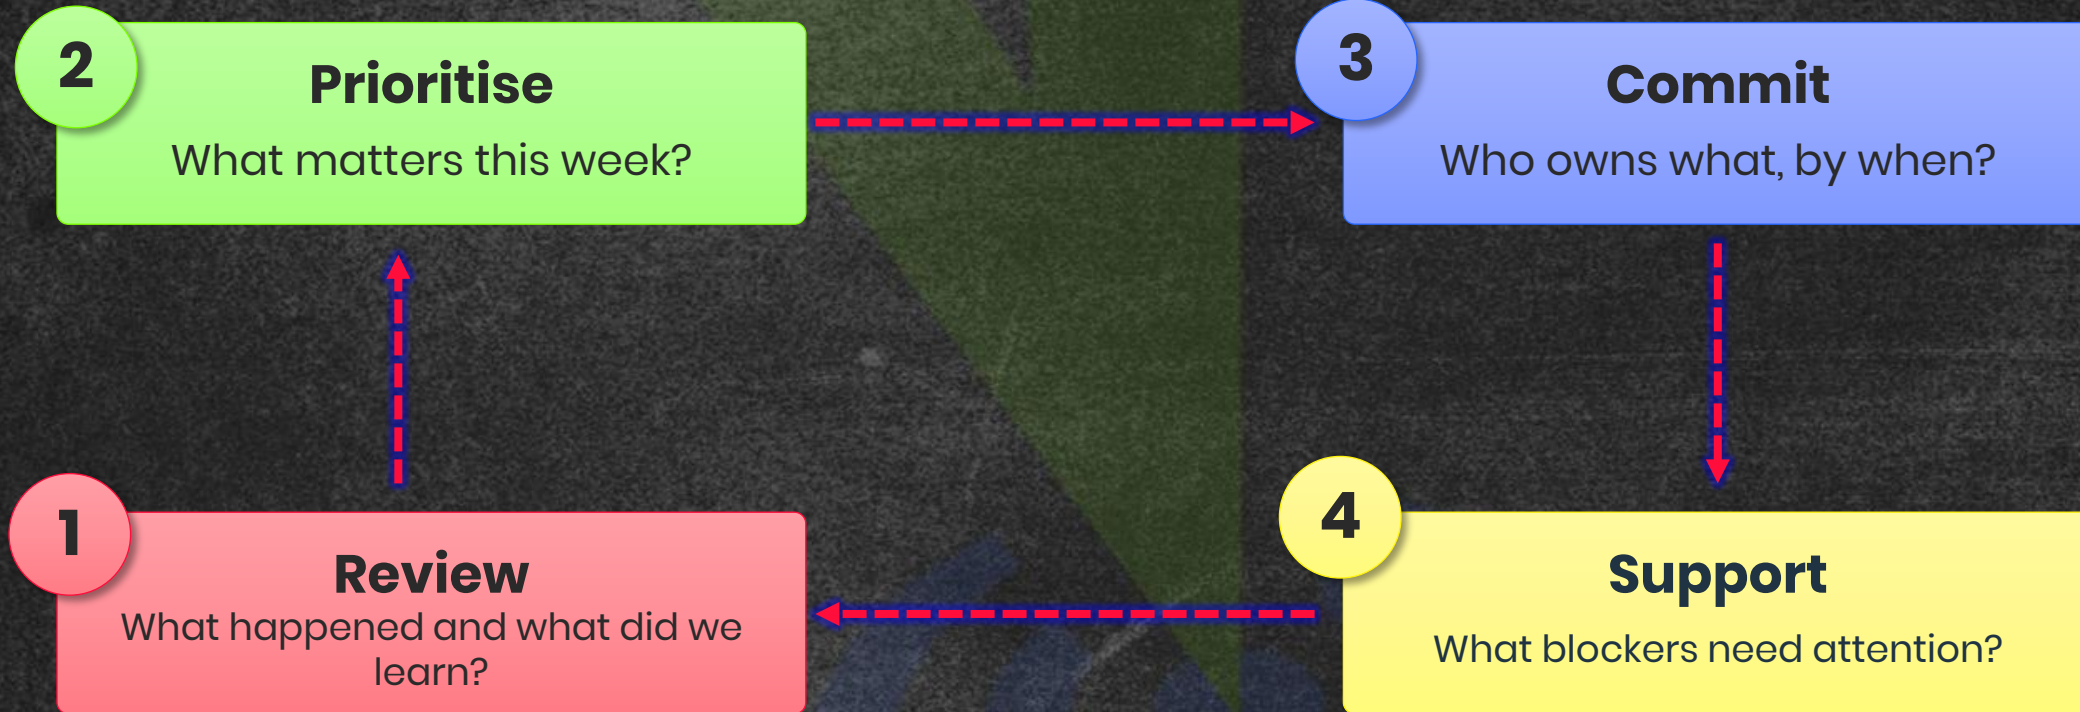 2
Prioritise
What matters this week?
3
Commit
Who owns what, by when?
1
Review
What happened and what did we
learn?
4
Support
What blockers need attention?